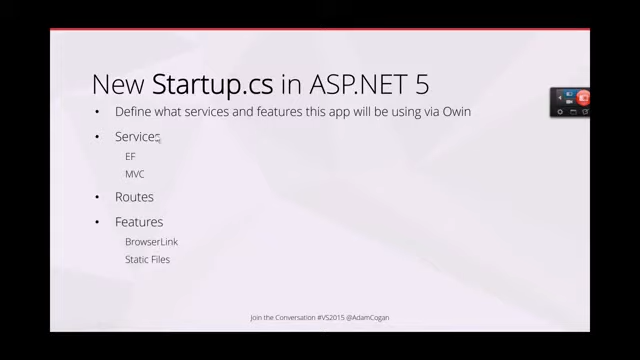 New Startup.cs in ASP.NET 5
• Define what services and features this app will be using via Owin
• Services
EF
MVC
• Routes
• Features
BrowserLink
Static Files
Join the Conversation #VS2015 @AdamCogan